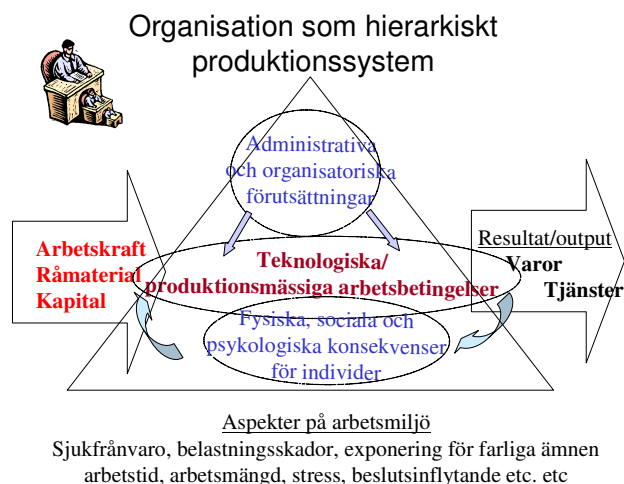 Organisation som hierarkiskt
produktionssystem
Administrativa
och organisatoriska
förutsättningar
Arbetskraft
Råmaterial
Kapital
Teknologiska/
produktionsmässiga arbetsbetingelser
Resultat/output
Varor
Tjänster
Fysiska, sociala och
psykologiska konsekvenser
för individer
Aspekter på arbetsmiljö
Sjukfrånvaro, belastningsskador, exponering för farliga ämnen
arbetstid, arbetsmängd, stress, beslutsinflytande etc. etc